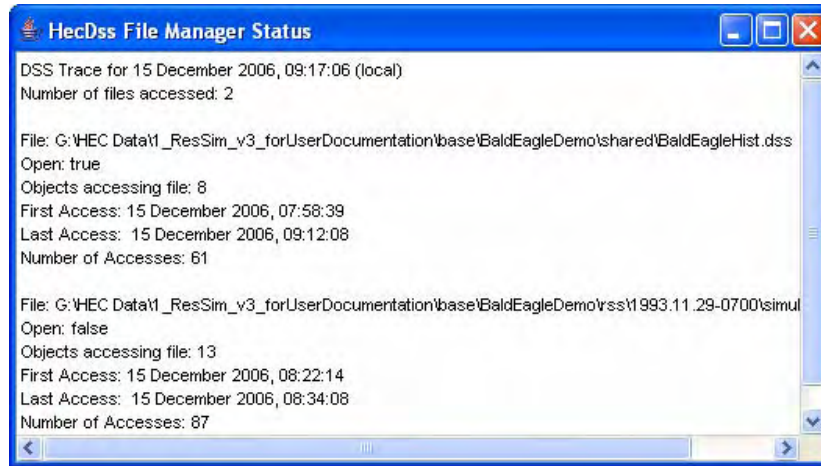 HecDss File Manager Status
DSS Trace for 15 December 2006, 09:17:06 (local)
Number of files accessed: 2
File: G:\HEC Data\1_ResSim_v3_forUserDocumentation\base\BaldEagleDemo\shared\BaldEagleHist.dss
Open: true
Objects accessing file: 8
First Access: 15 December 2006, 07:58:39
Last Access:  15 December 2006, 09:12:08
Number of Accesses: 61
File: G:\HEC Data\1_ResSim_v3_forUserDocumentation\base\BaldEagleDemo\rss\1993.11.29-0700\simul
Open: false
Objects accessing file: 13
First Access: 15 December 2006, 08:22:14
Last Access:  15 December 2006, 08:34:08
Number of Accesses: 87